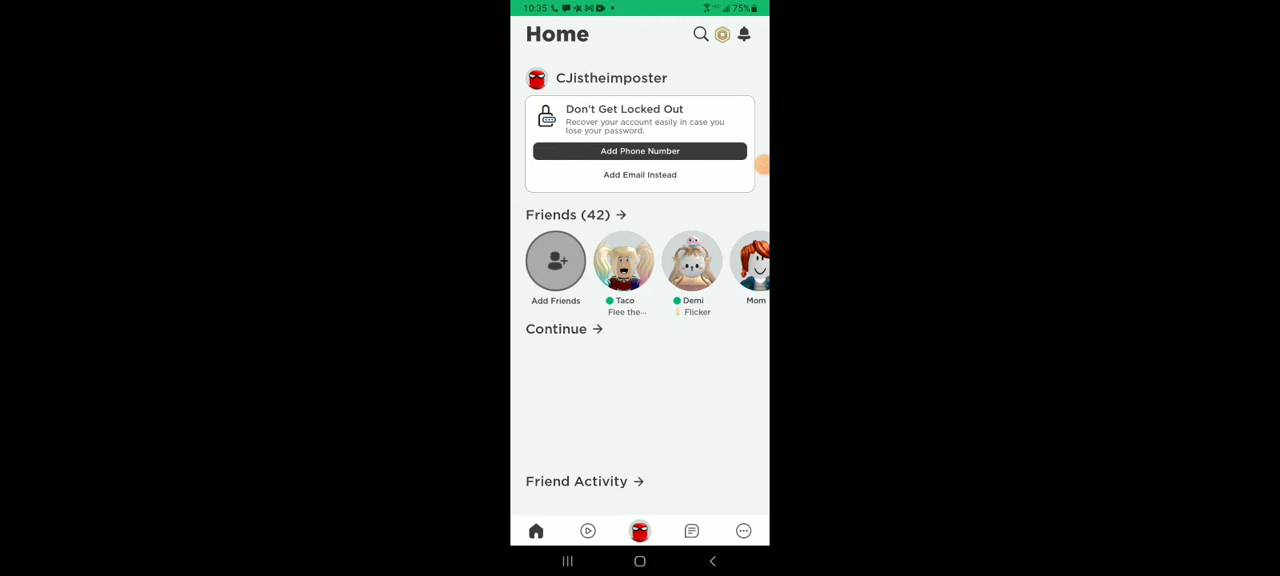 10:35
75%
Home
CJistheimposter
Don't Get Locked Out
Recover your account easily in case you
lose your password.
Add Phone Number
Add Email Instead
Friends (42)
Add Friends
Taco
Flee the...
Demi
Flicker
Mom
Continue
Friend Activity